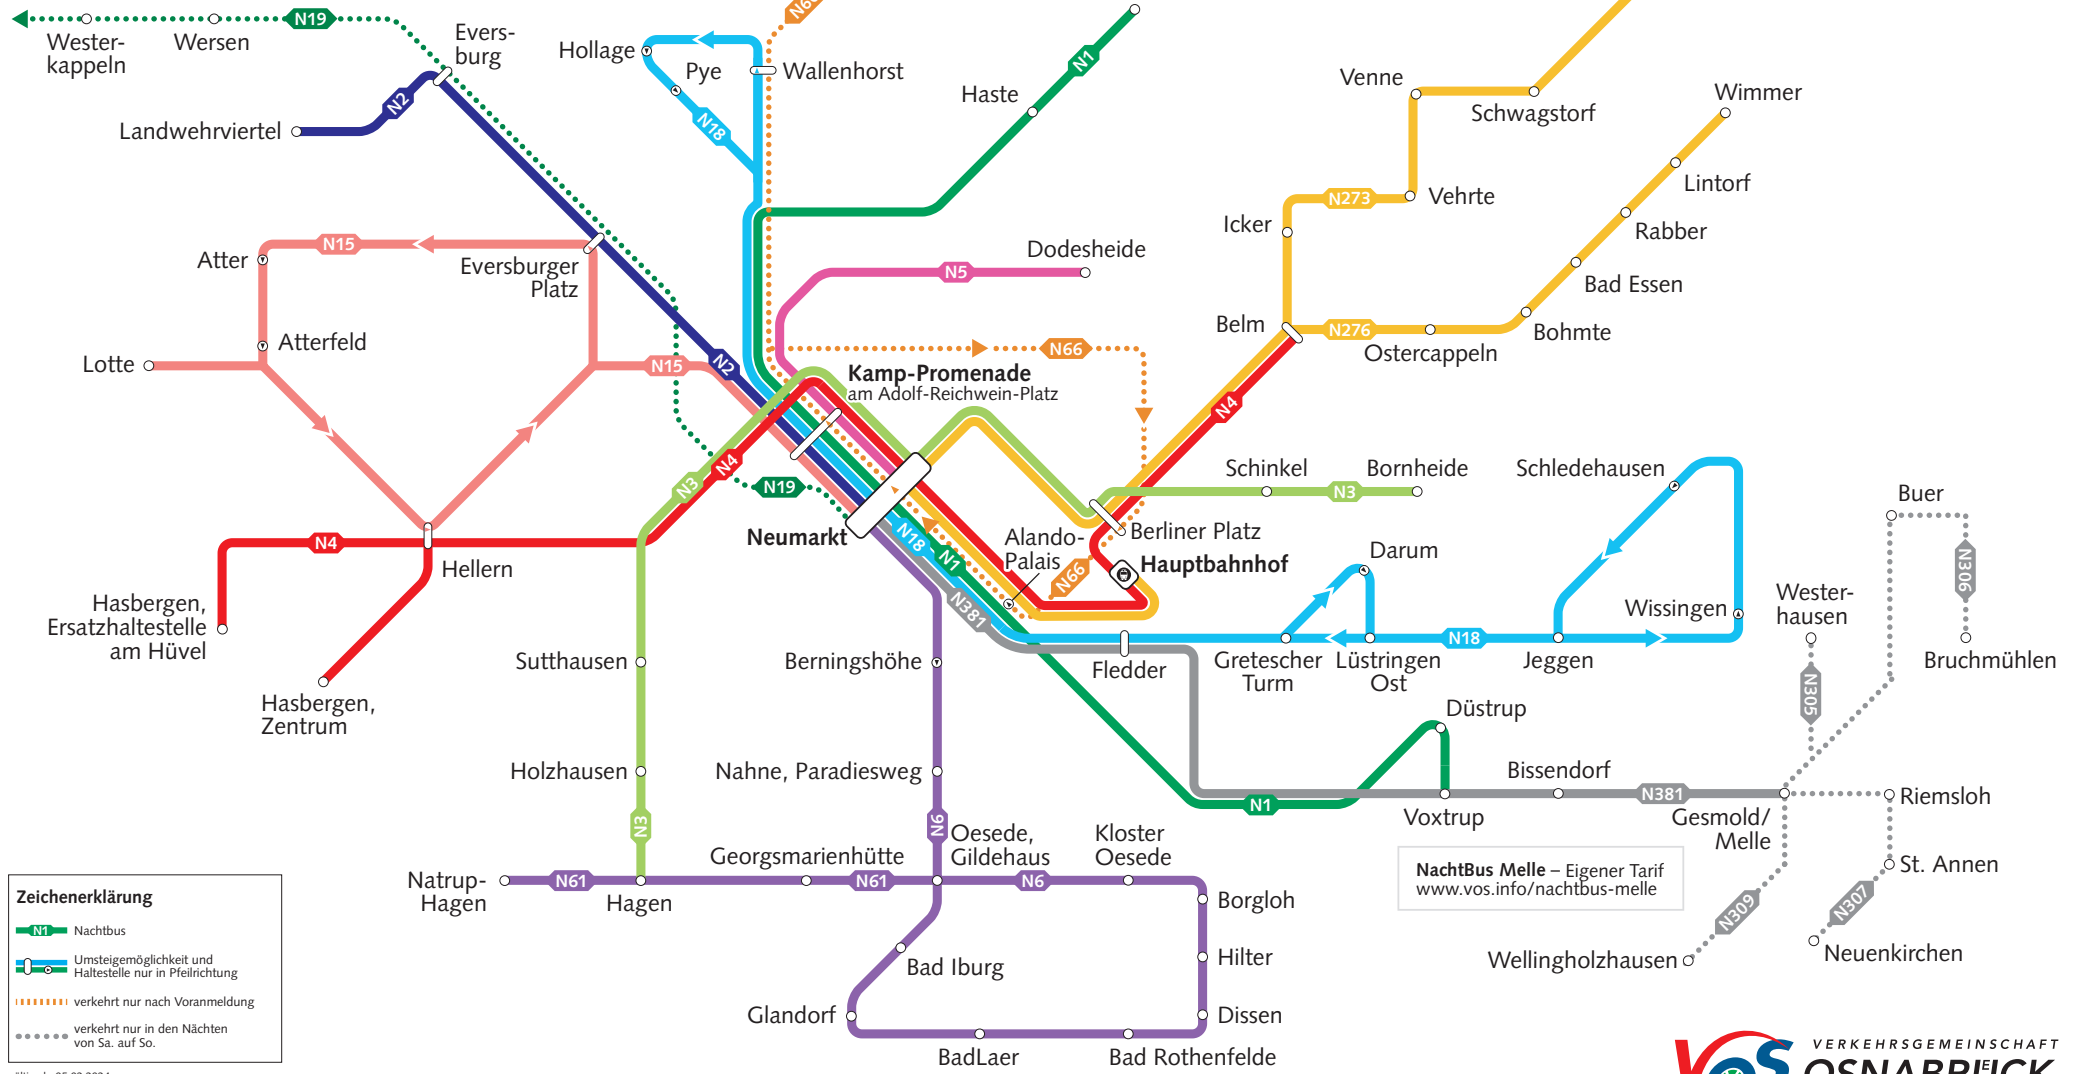 N19
Wester-
kappeln
Wersen
Evers-
burg
N2
Landwehrviertel
Hollage
Pye
N18
Wallenhorst
Haste
N1
Venne
Schwagstorf
Wimmer
Lintorf
Rabber
Bad Essen
Bohmte
N273
Vehrte
Icker
Belm
N276
Ostercappeln
N15
Atter
Eversburger
Platz
Atterfeld
Lotte
N15
N2
N5
Dodesheide
N66
Kamp-Promenade
am Adolf-Reichwein-Platz
N4
N3
N4
N19
Neumarkt
N18
N1
N381
Alando-
Palais
N66
Berliner Platz
Hauptbahnhof
Schinkel
Bornheide
N3
Schledehausen
Darum
Wissingen
Gretescher
Turm
Lüstringen
Ost
N18
Jeggen
Fledder
Buer
N306
Bruchmühlen
Wester-
hausen
N305
N4
Hellern
Hasbergen,
Ersatzhaltestelle
am Hüvel
Hasbergen,
Zentrum
Sutthausen
Holzhausen
N3
Berningshöhe
Nahne, Paradiesweg
N6
Düstrup
N1
Voxtrup
Bissendorf
N381
Gesmold/
Melle
Riemsloh
St. Annen
N307
Neuenkirchen
N309
Wellingholzhausen
NachtBus Melle – Eigener Tarif
www.vos.info/nachtbus-melle
Natrup-
Hagen
N61
Hagen
Georgsmarienhütte
N61
Oesede,
Gildehaus
N6
Kloster
Oesede
Borgloh
Hilter
Dissen
Bad Rothenfelde
BadLaer
Glandorf
Bad Iburg
Zeichenerklärung
N1 Nachtbus
Umsteigemöglichkeit und
Haltestelle nur in Pfeilrichtung
verkehrt nur nach Voranmeldung
verkehrt nur in den Nächten
von Sa. auf So.
VOS
VERKEHRSGEMEINSCHAFT